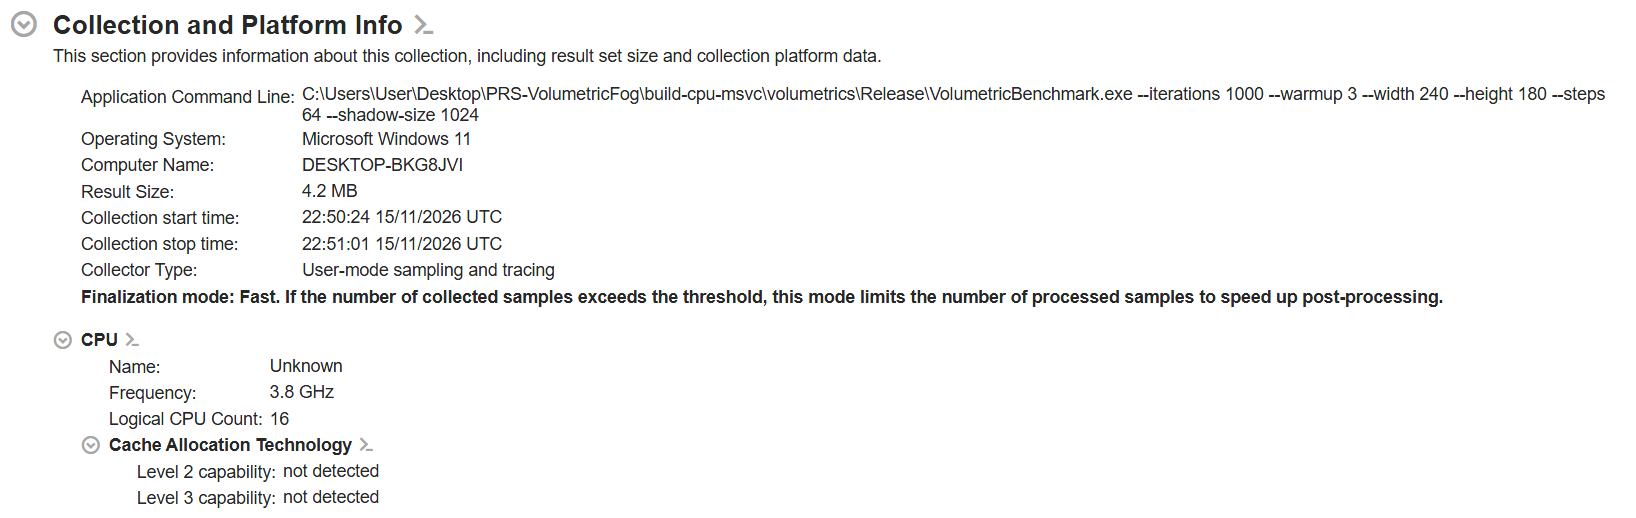 Collection and Platform Info
This section provides information about this collection, including result set size and collection platform data.
Application Command Line: C:\Users\User\Desktop\PRS-VolumetricFog\build-cpu-msvc\volumetrics\Release\VolumetricBenchmark.exe --iterations 1000 --warmup 3 --width 240 --height 180 --steps
64 --shadow-size 1024
Operating System: Microsoft Windows 11
Computer Name: DESKTOP-BKG8JVI
Result Size: 4.2 MB
Collection start time: 22:50:24 15/11/2026 UTC
Collection stop time: 22:51:01 15/11/2026 UTC
Collector Type: User-mode sampling and tracing
Finalization mode: Fast. If the number of collected samples exceeds the threshold, this mode limits the number of processed samples to speed up post-processing.
CPU
Name: Unknown
Frequency: 3.8 GHz
Logical CPU Count: 16
Cache Allocation Technology
Level 2 capability: not detected
Level 3 capability: not detected